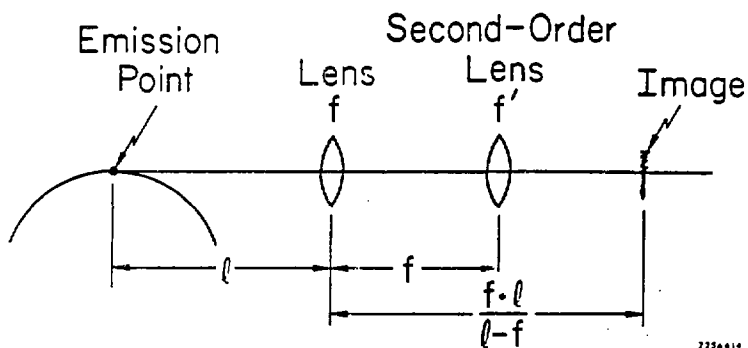 Emission
Point
Lens
f
Second-Order
Lens
f'
Image
ℓ
f
f•ℓ
ℓ-f